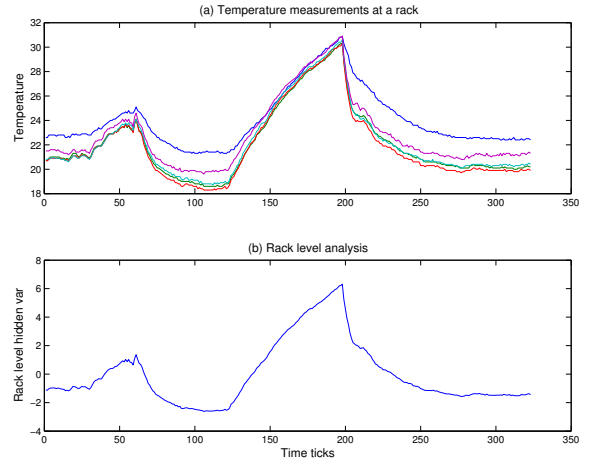 (a) Temperature measurements at a rack
Temperature
32
30
28
26
24
22
20
18
0 50 100 150 200 250 300 350
(b) Rack level analysis
Rack level hidden var
8
6
4
2
0
−2
−4
0 50 100 150 200 250 300 350
Time ticks